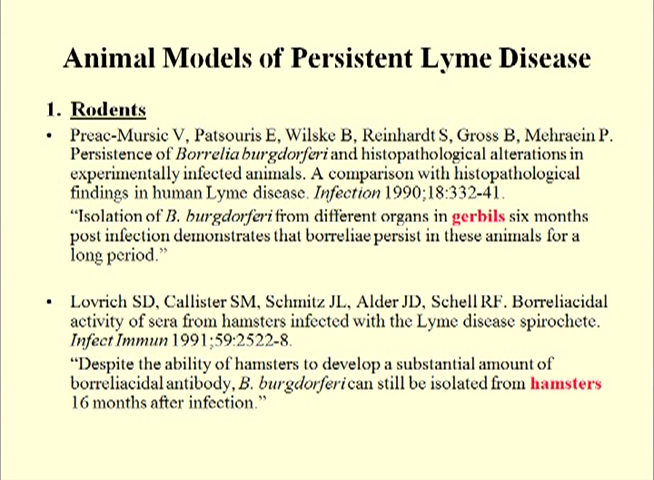 Animal Models of Persistent Lyme Disease
1. Rodents
• Preac-Mursic V, Patsouris E, Wilske B, Reinhardt S, Gross B, Mehraein P.
Persistence of Borrelia burgdorferi and histopathological alterations in
experimentally infected animals. A comparison with histopathological
findings in human Lyme disease. Infection 1990;18:332-41.
“Isolation of B. burgdorferi from different organs in gerbils six months
post infection demonstrates that borreliae persist in these animals for a
long period.”
• Lovrich SD, Callister SM, Schmitz JL, Alder JD, Schell RF. Borreliacidal
activity of sera from hamsters infected with the Lyme disease spirochete.
Infect Immun 1991;59:2522-8.
“Despite the ability of hamsters to develop a substantial amount of
borreliacidal antibody, B. burgdorferi can still be isolated from hamsters
16 months after infection.”